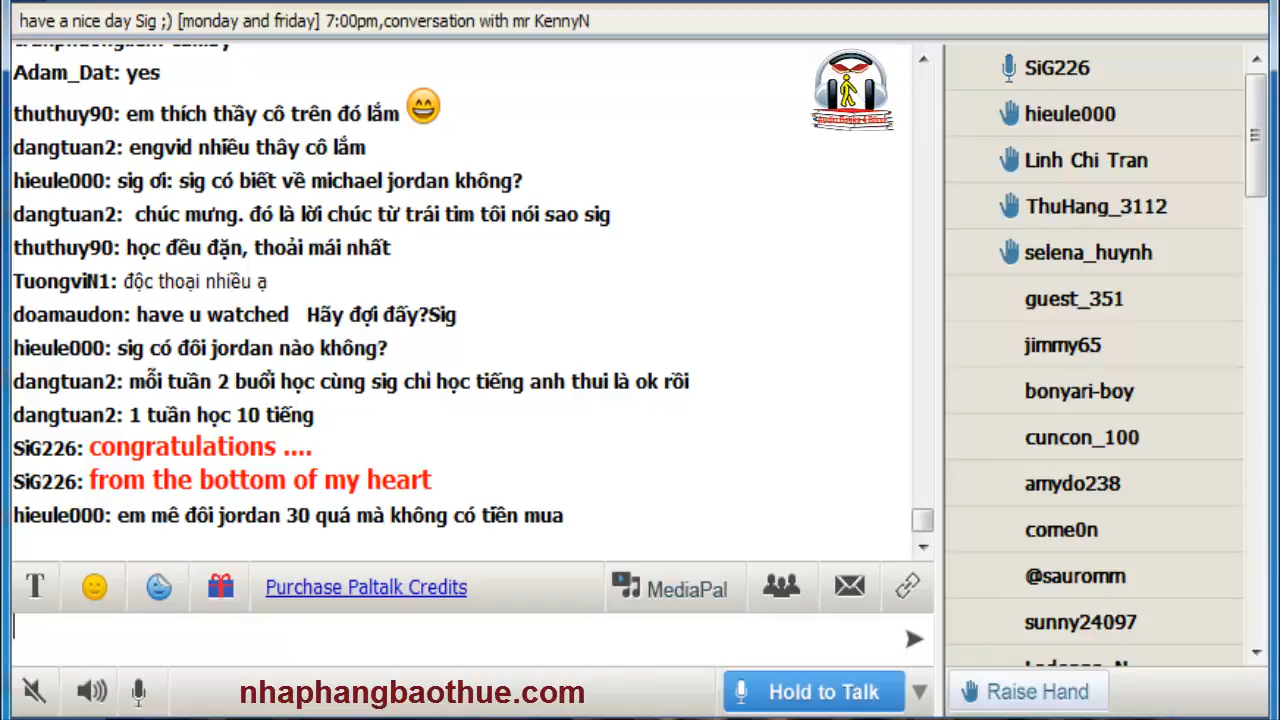 have a nice day Sig ;) [monday and friday] 7:00pm,conversation with mr KennyN
Adam_Dat: yes
thuthuy90: em thích thầy cô trên đó lắm
dangtuan2: engvid nhiều thây cô lắm
hieule000: sig ơi: sig có biết về michael jordan không?
dangtuan2: chúc mưng. đó là lời chúc từ trái tim tôi nói sao sig
thuthuy90: học đều đặn, thoải mái nhất
TuongviN1: độc thoại nhiều ạ
doamaudon: have u watched Hãy đợi đấy?Sig
hieule000: sig có đôi jordan nào không?
dangtuan2: mỗi tuần 2 buổi học cùng sig chỉ học tiếng anh thui là ok rồi
dangtuan2: 1 tuần học 10 tiếng
SiG226: congratulations ....
SiG226: from the bottom of my heart
hieule000: em mê đôi jordan 30 quá mà không có tiền mua
Audio Books 4 Blind
T
Purchase Paltalk Credits
MediaPal
nhaphangbaothue.com
Hold to Talk
SiG226
hieule000
Linh Chi Tran
ThuHang_3112
selena_huynh
guest_351
jimmy65
bonyari-boy
cuncon_100
amydo238
come0n
@sauromm
sunny24097
Raise Hand